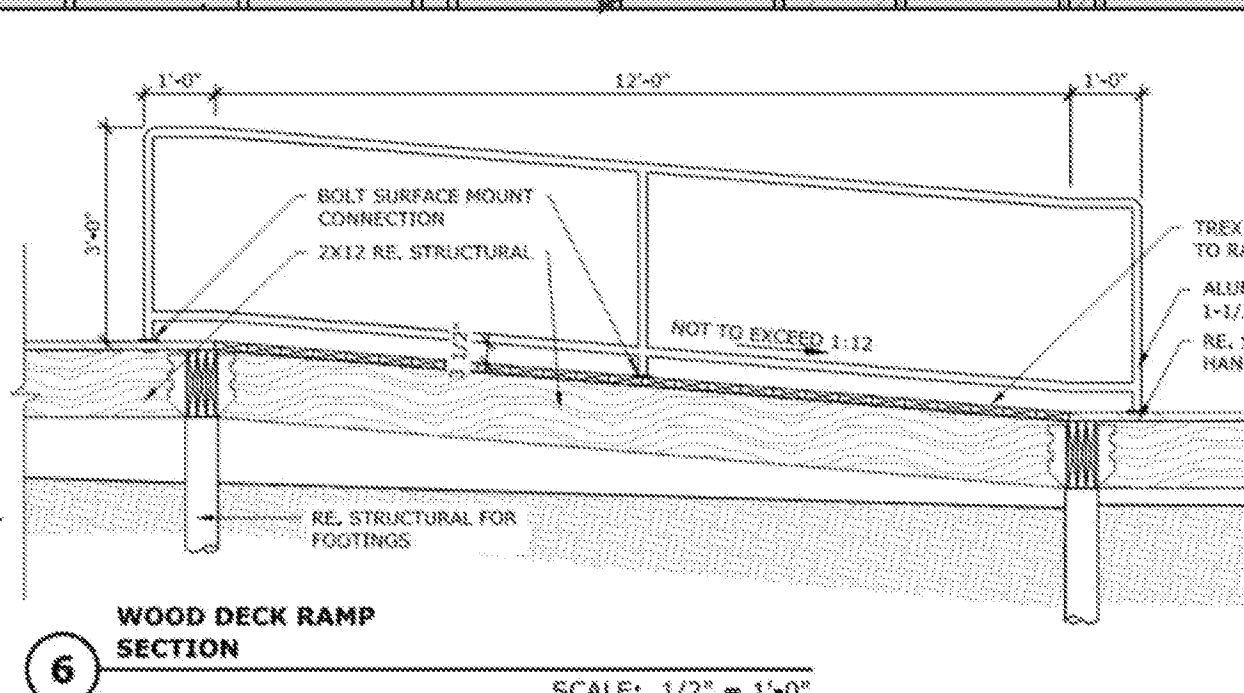 1'-0"
12'-0"
1'-0"
3'-0"
BOLT SURFACE MOUNT
CONNECTION
2X12 RE. STRUCTURAL
NOT TO EXCEED 1:12
TREX
TO
RE.
RE. STRUCTURAL FOR
FOOTINGS
WOOD DECK RAMP
SECTION
6
SCALE: 1/2" = 1'-0"